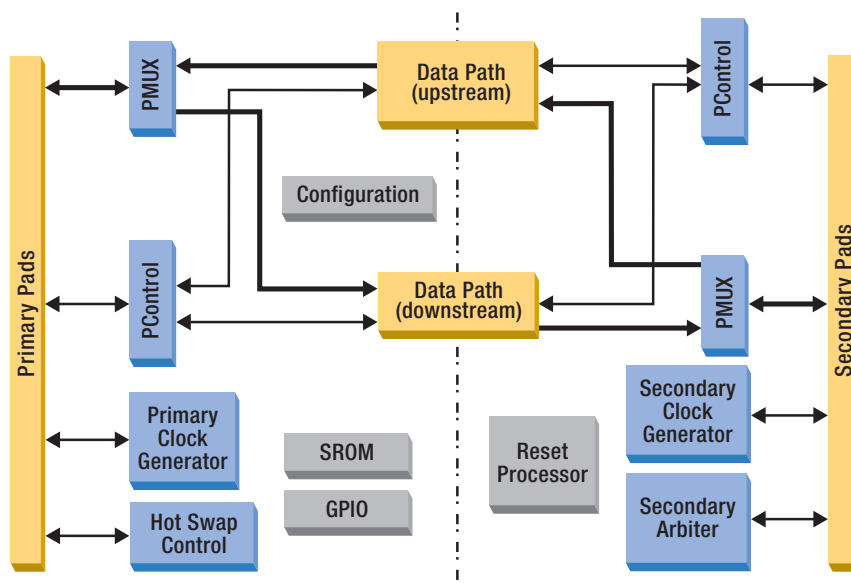 Primary Pads
PMUX
Data Path
(upstream)
PControl
Configuration
PControl
Data Path
(downstream)
PMUX
Secondary Pads
Primary
Clock
Generator
SROM
Reset
Processor
Secondary
Clock
Generator
Hot Swap
Control
GPIO
Secondary
Arbiter